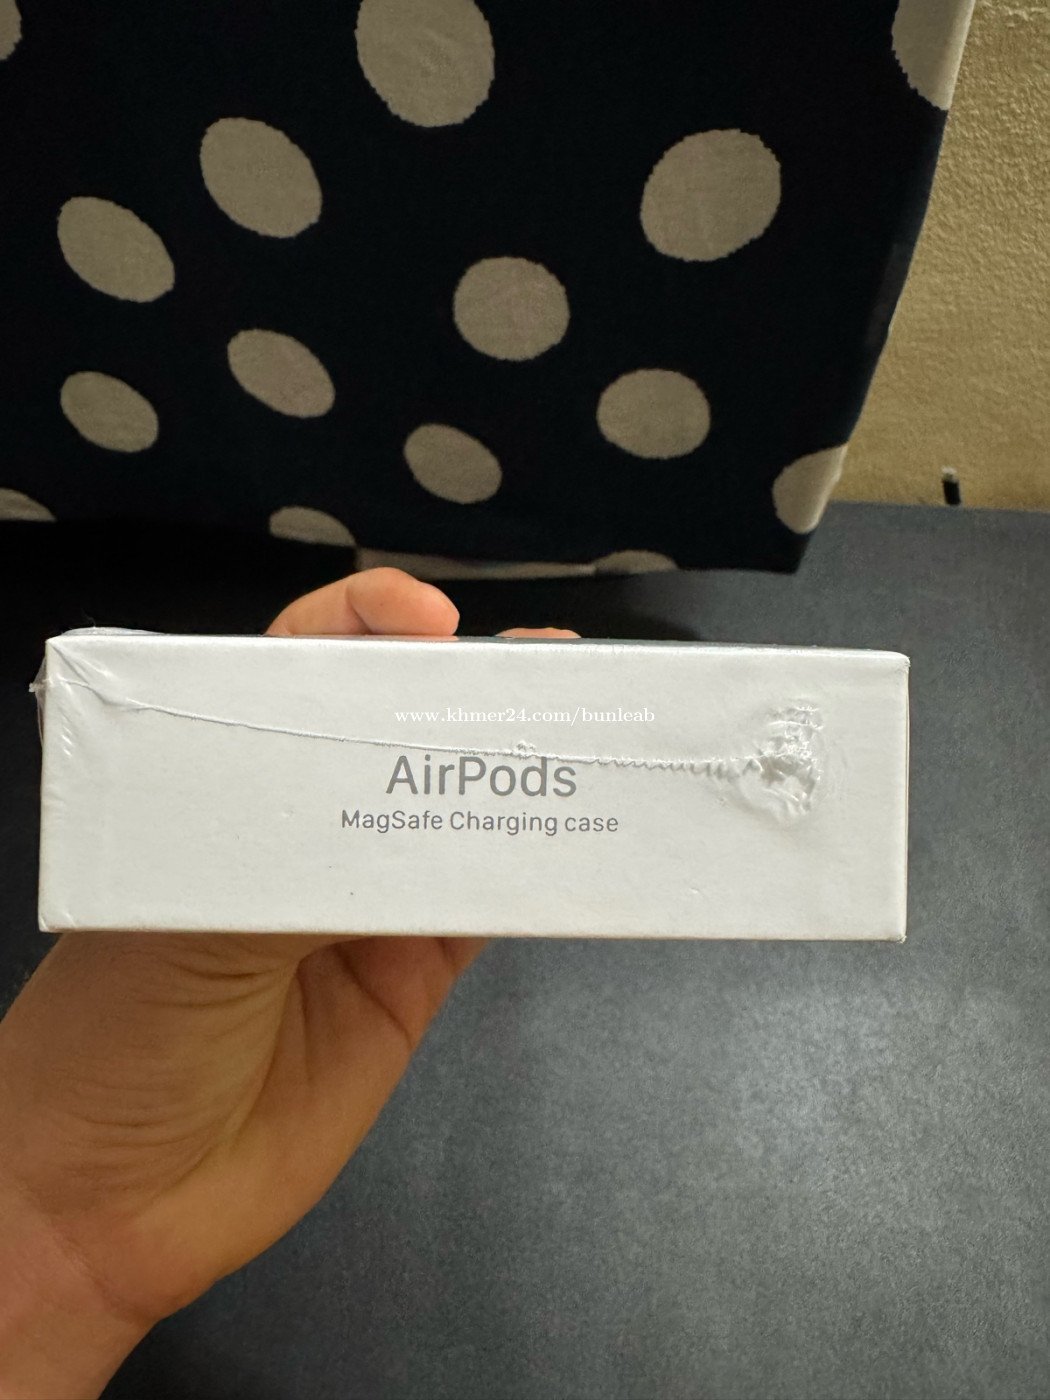 www.khmer24.com/bunleab
AirPods
MagSafe Charging case